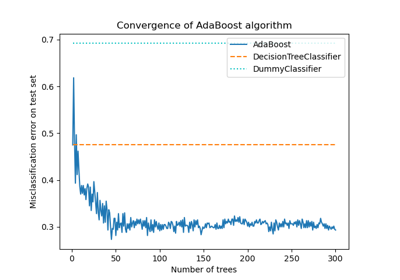 Convergence of AdaBoost algorithm
Misclassification error on test set
0.7
0.6
0.5
0.4
0.3
AdaBoost
DecisionTreeClassifier
DummyClassifier
0
50
100
150
200
250
300
Number of trees